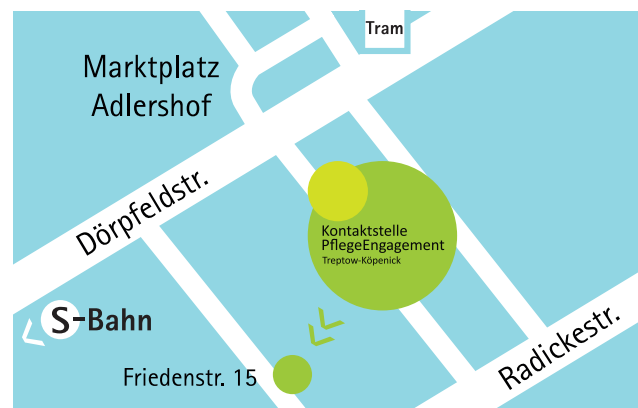 Tram
Marktplatz
Adlershof
Dörpfeldstr.
Kontaktstelle
PflegeEngagement
Treptow-Köpenick
S-Bahn
Radickestr.
Friedenstr. 15